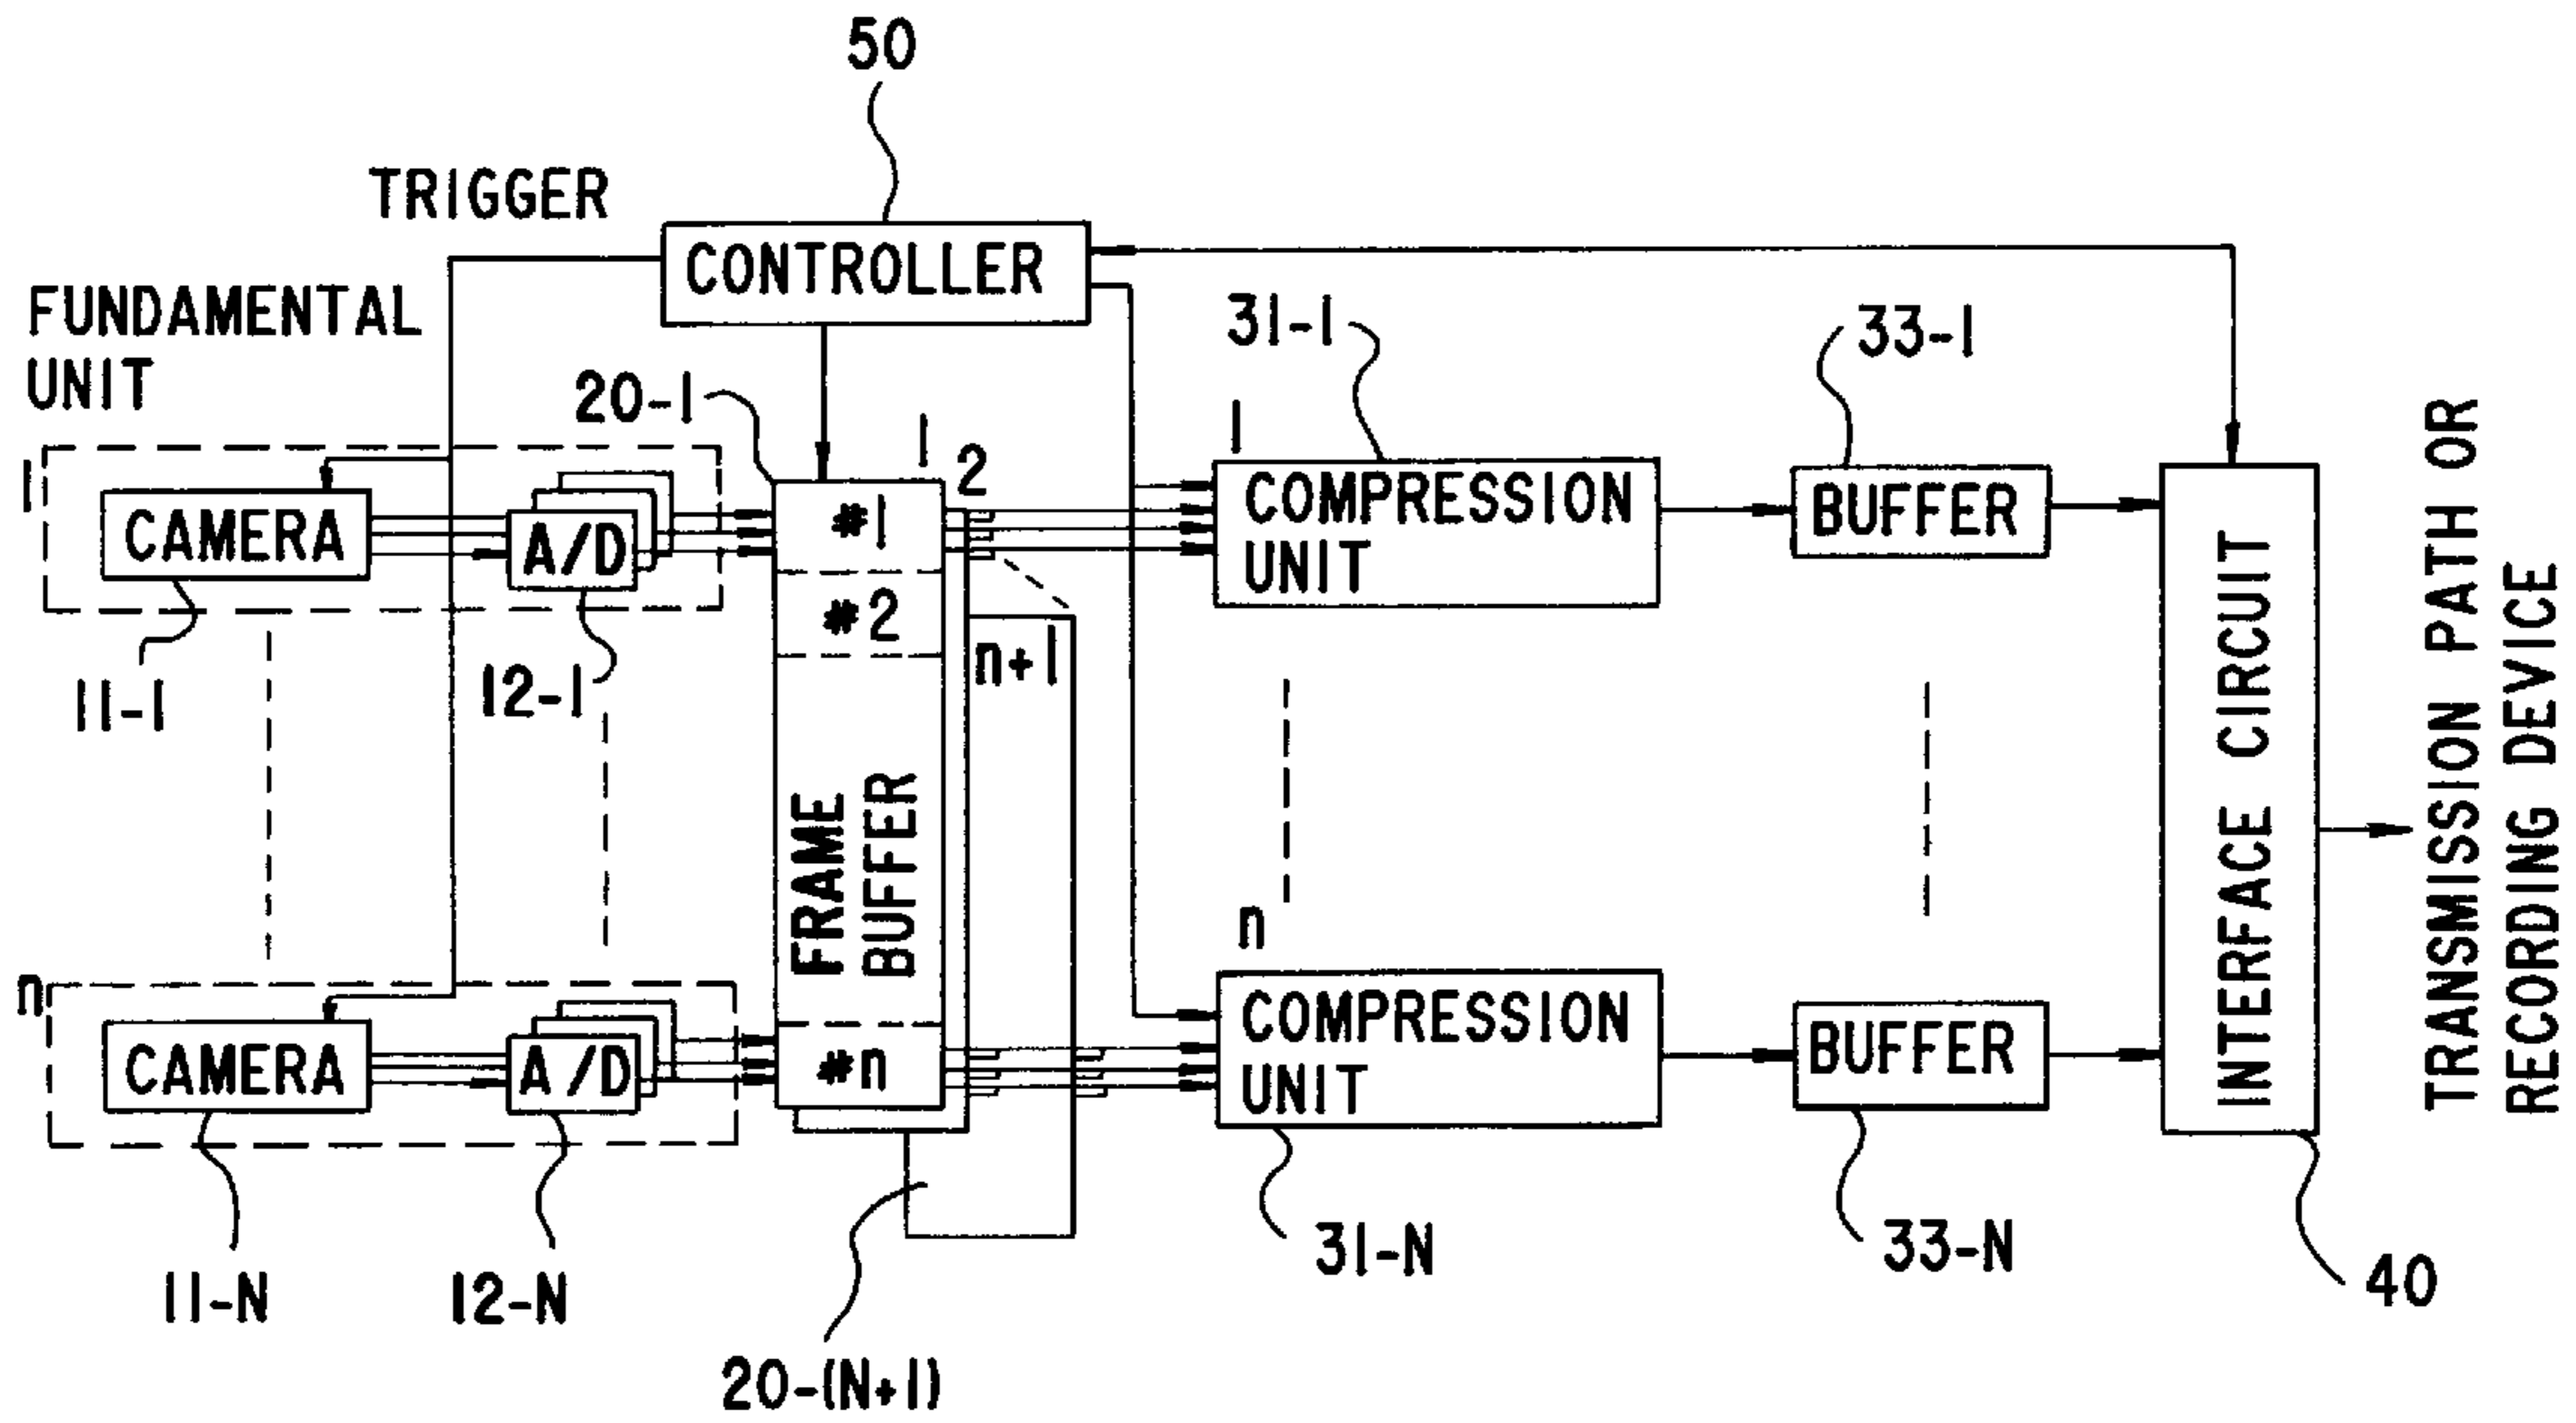 50
TRIGGER
CONTROLLER
FUNDAMENTAL
UNIT
31-1
33-1
20-1
1
2
1
1
CAMERA
A/D
#1
COMPRESSION
UNIT
BUFFER
#2
n+1
11-1
12-1
FRAME
BUFFER
INTERFACE CIRCUIT
TRANSMISSION PATH OR
RECORDING DEVICE
n
n
CAMERA
A/D
#n
COMPRESSION
UNIT
BUFFER
11-N
12-N
31-N
33-N
40
20-(N+1)